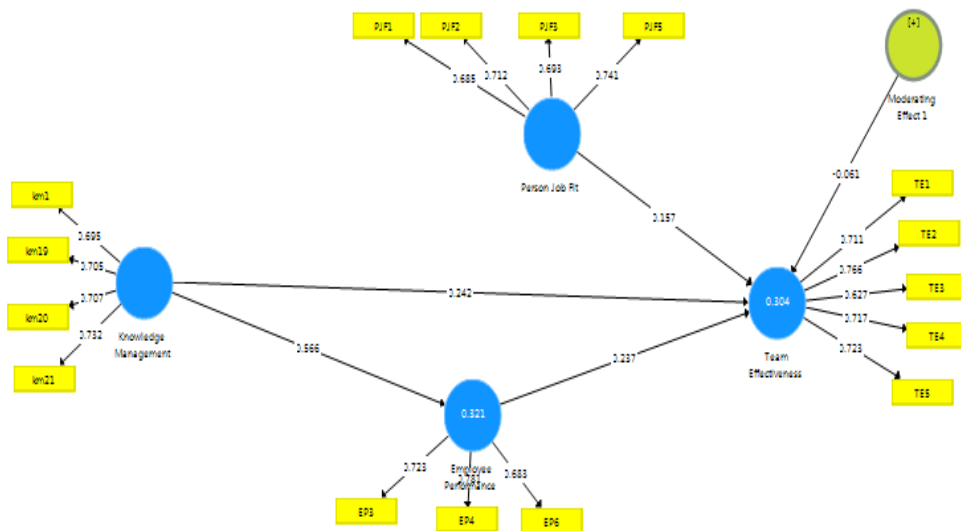 PJF1
PJF2
PJF3
PJF5
[+]
0.685
0.712
0.693
0.741
Moderating
Effect 1
Person Job Fit
-0.061
km1
km19
km20
km21
0.695
0.705
0.707
0.732
Knowledge
Management
0.157
0.242
0.566
0.237
TE1
TE2
TE3
TE4
TE5
0.711
0.766
0.627
0.717
0.723
0.304
Team
Effectiveness
0.321
Employee
Performance
0.723
0.683
EP3
EP4
EP6